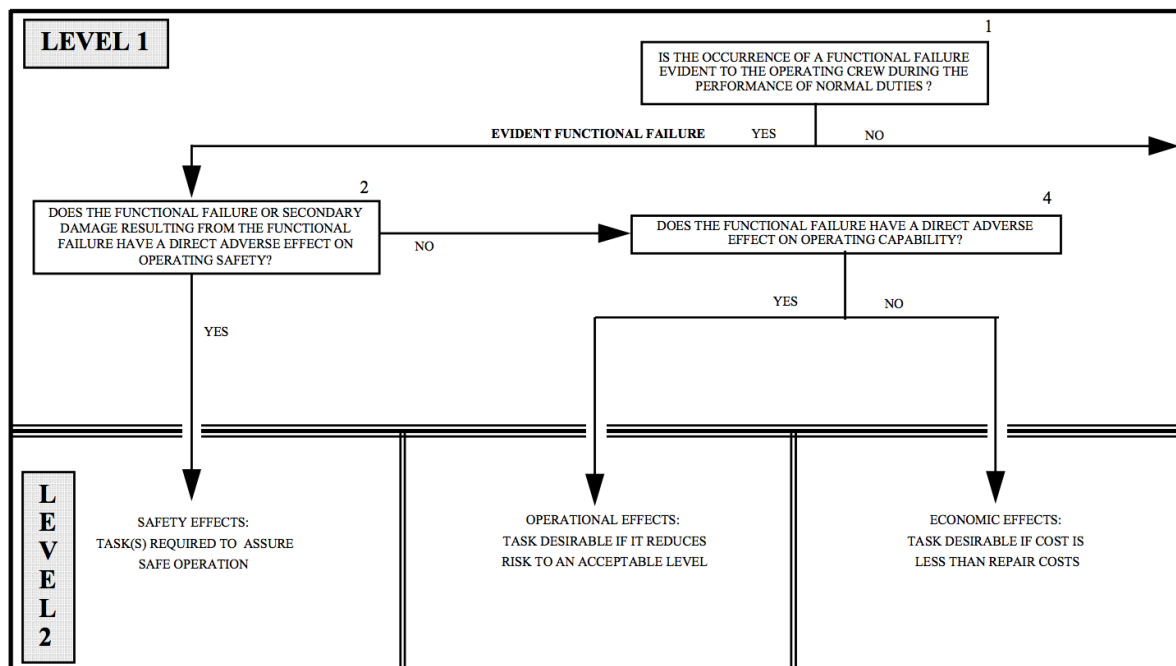 LEVEL 1
1
IS THE OCCURRENCE OF A FUNCTIONAL FAILURE
EVIDENT TO THE OPERATING CREW DURING THE
PERFORMANCE OF NORMAL DUTIES ?
EVIDENT FUNCTIONAL FAILURE
YES
NO
2
DOES THE FUNCTIONAL FAILURE OR SECONDARY
DAMAGE RESULTING FROM THE FUNCTIONAL
FAILURE HAVE A DIRECT ADVERSE EFFECT ON
OPERATING SAFETY?
NO
4
DOES THE FUNCTIONAL FAILURE HAVE A DIRECT ADVERSE
EFFECT ON OPERATING CAPABILITY?
YES
NO
YES
L
E
V
E
L
2
SAFETY EFFECTS:
TASK(S) REQUIRED TO ASSURE
SAFE OPERATION
OPERATIONAL EFFECTS:
TASK DESIRABLE IF IT REDUCES
RISK TO AN ACCEPTABLE LEVEL
ECONOMIC EFFECTS:
TASK DESIRABLE IF COST IS
LESS THAN REPAIR COSTS